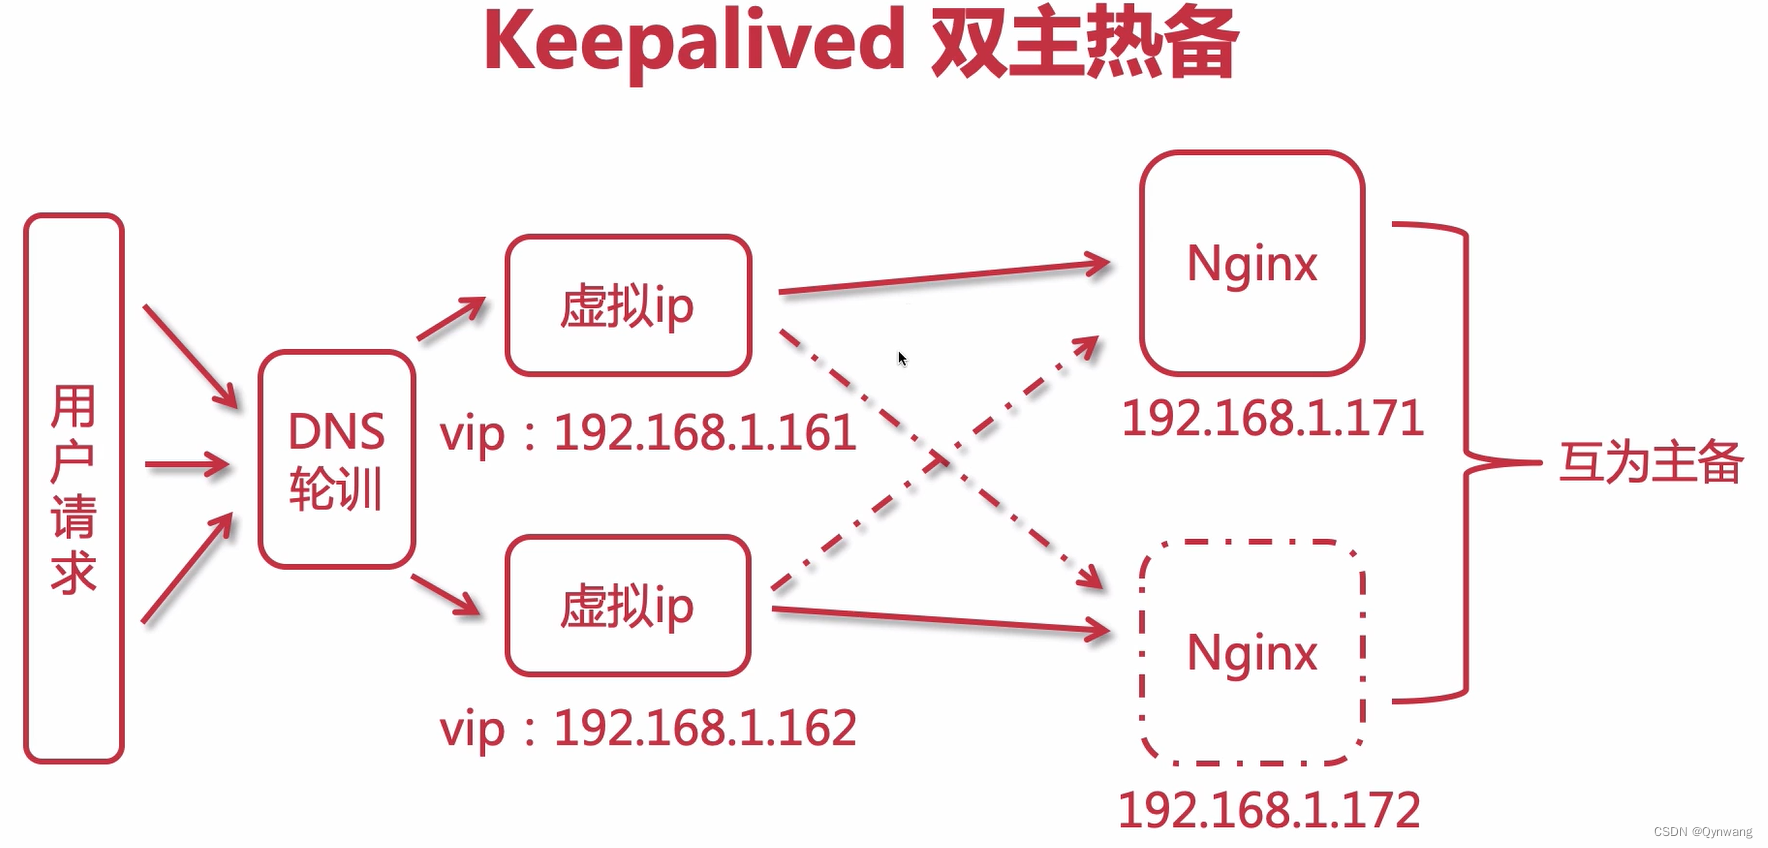 Keepalived 双主热备
用
户
请
求
DNS
轮训
虚拟ip
vip：192.168.1.161
虚拟ip
vip：192.168.1.162
Nginx
192.168.1.171
Nginx
192.168.1.172
互为主备
CSDN @Qynwang